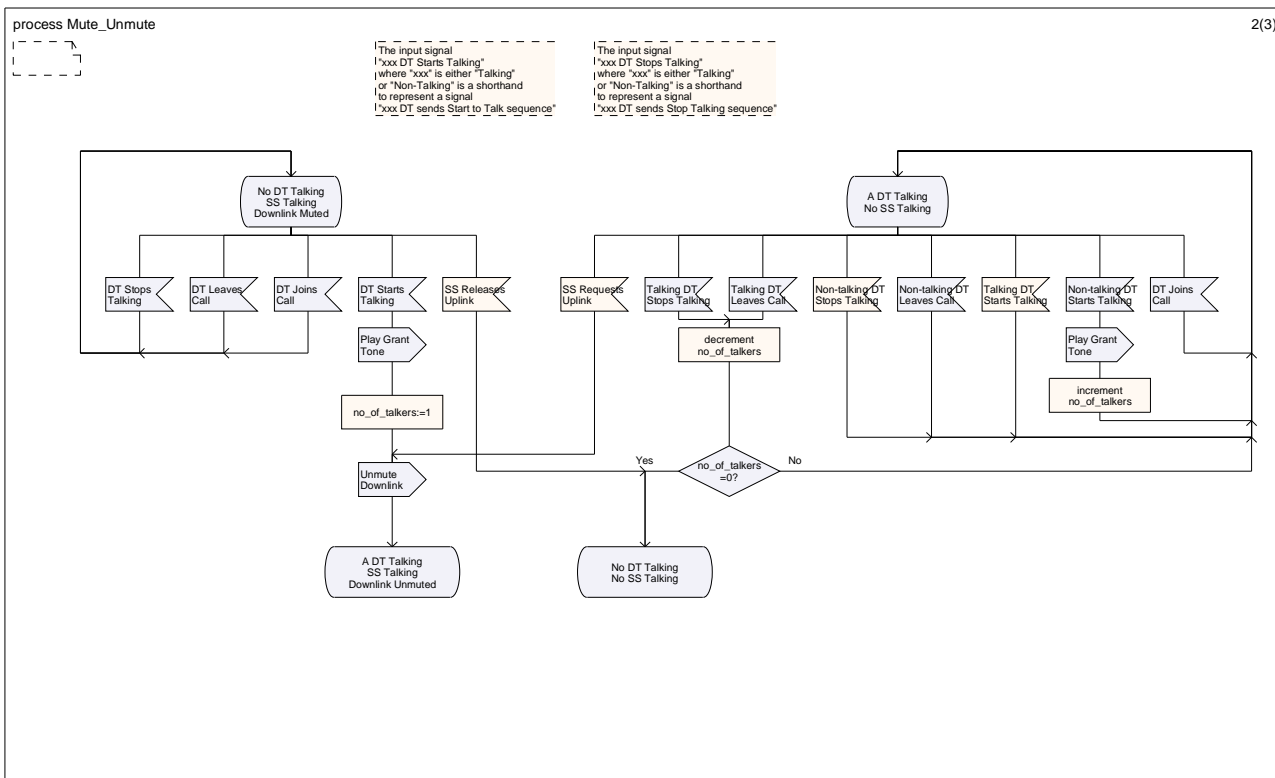 process Mute_Unmute
2(3)
The input signal
"xxx DT Starts Talking"
where "xxx" is either "Talking"
or "Non-Talking" is a shorthand
to represent a signal
"xxx DT sends Start to Talk sequence"
The input signal
"xxx DT Stops Talking"
where "xxx" is either "Talking"
or "Non-Talking" is a shorthand
to represent a signal
"xxx DT sends Stop Talking sequence"
No DT Talking
SS Talking
Downlink Muted
A DT Talking
No SS Talking
DT Stops
Talking
DT Leaves
Call
DT Joins
Call
DT Starts
Talking
SS Releases
Uplink
SS Requests
Uplink
Talking DT
Stops Talking
Talking DT
Leaves Call
Non-talking DT
Stops Talking
Non-talking DT
Leaves Call
Talking DT
Starts Talking
Non-talking DT
Starts Talking
DT Joins
Call
Play Grant
Tone
decrement
no_of_talkers
Play Grant
Tone
increment
no_of_talkers
no_of_talkers:=1
Unmute
Downlink
Yes
no_of_talkers
=0?
No
A DT Talking
SS Talking
Downlink Unmuted
No DT Talking
No SS Talking